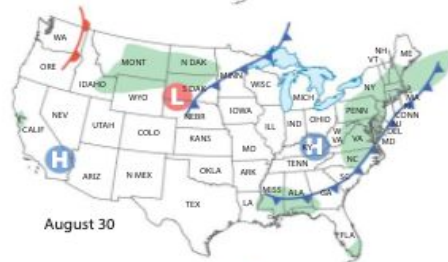 WA
ORE
IDAHO
MONT
N DAK
S DAK
MINN
WISC
MICH
NY
VT
NH
ME
MA
CONN
PENN
DEL
MD
WYO
NEBR
IOWA
ILL
IND
OHIO
W
VA
VA
NEV
UTAH
COLO
KANS
MO
KY
CALIF
ARIZ
N MEX
OKLA
ARK
TENN
NC
SC
TEX
LA
MISS
ALA
GA
FLA
L
H
H
August 30